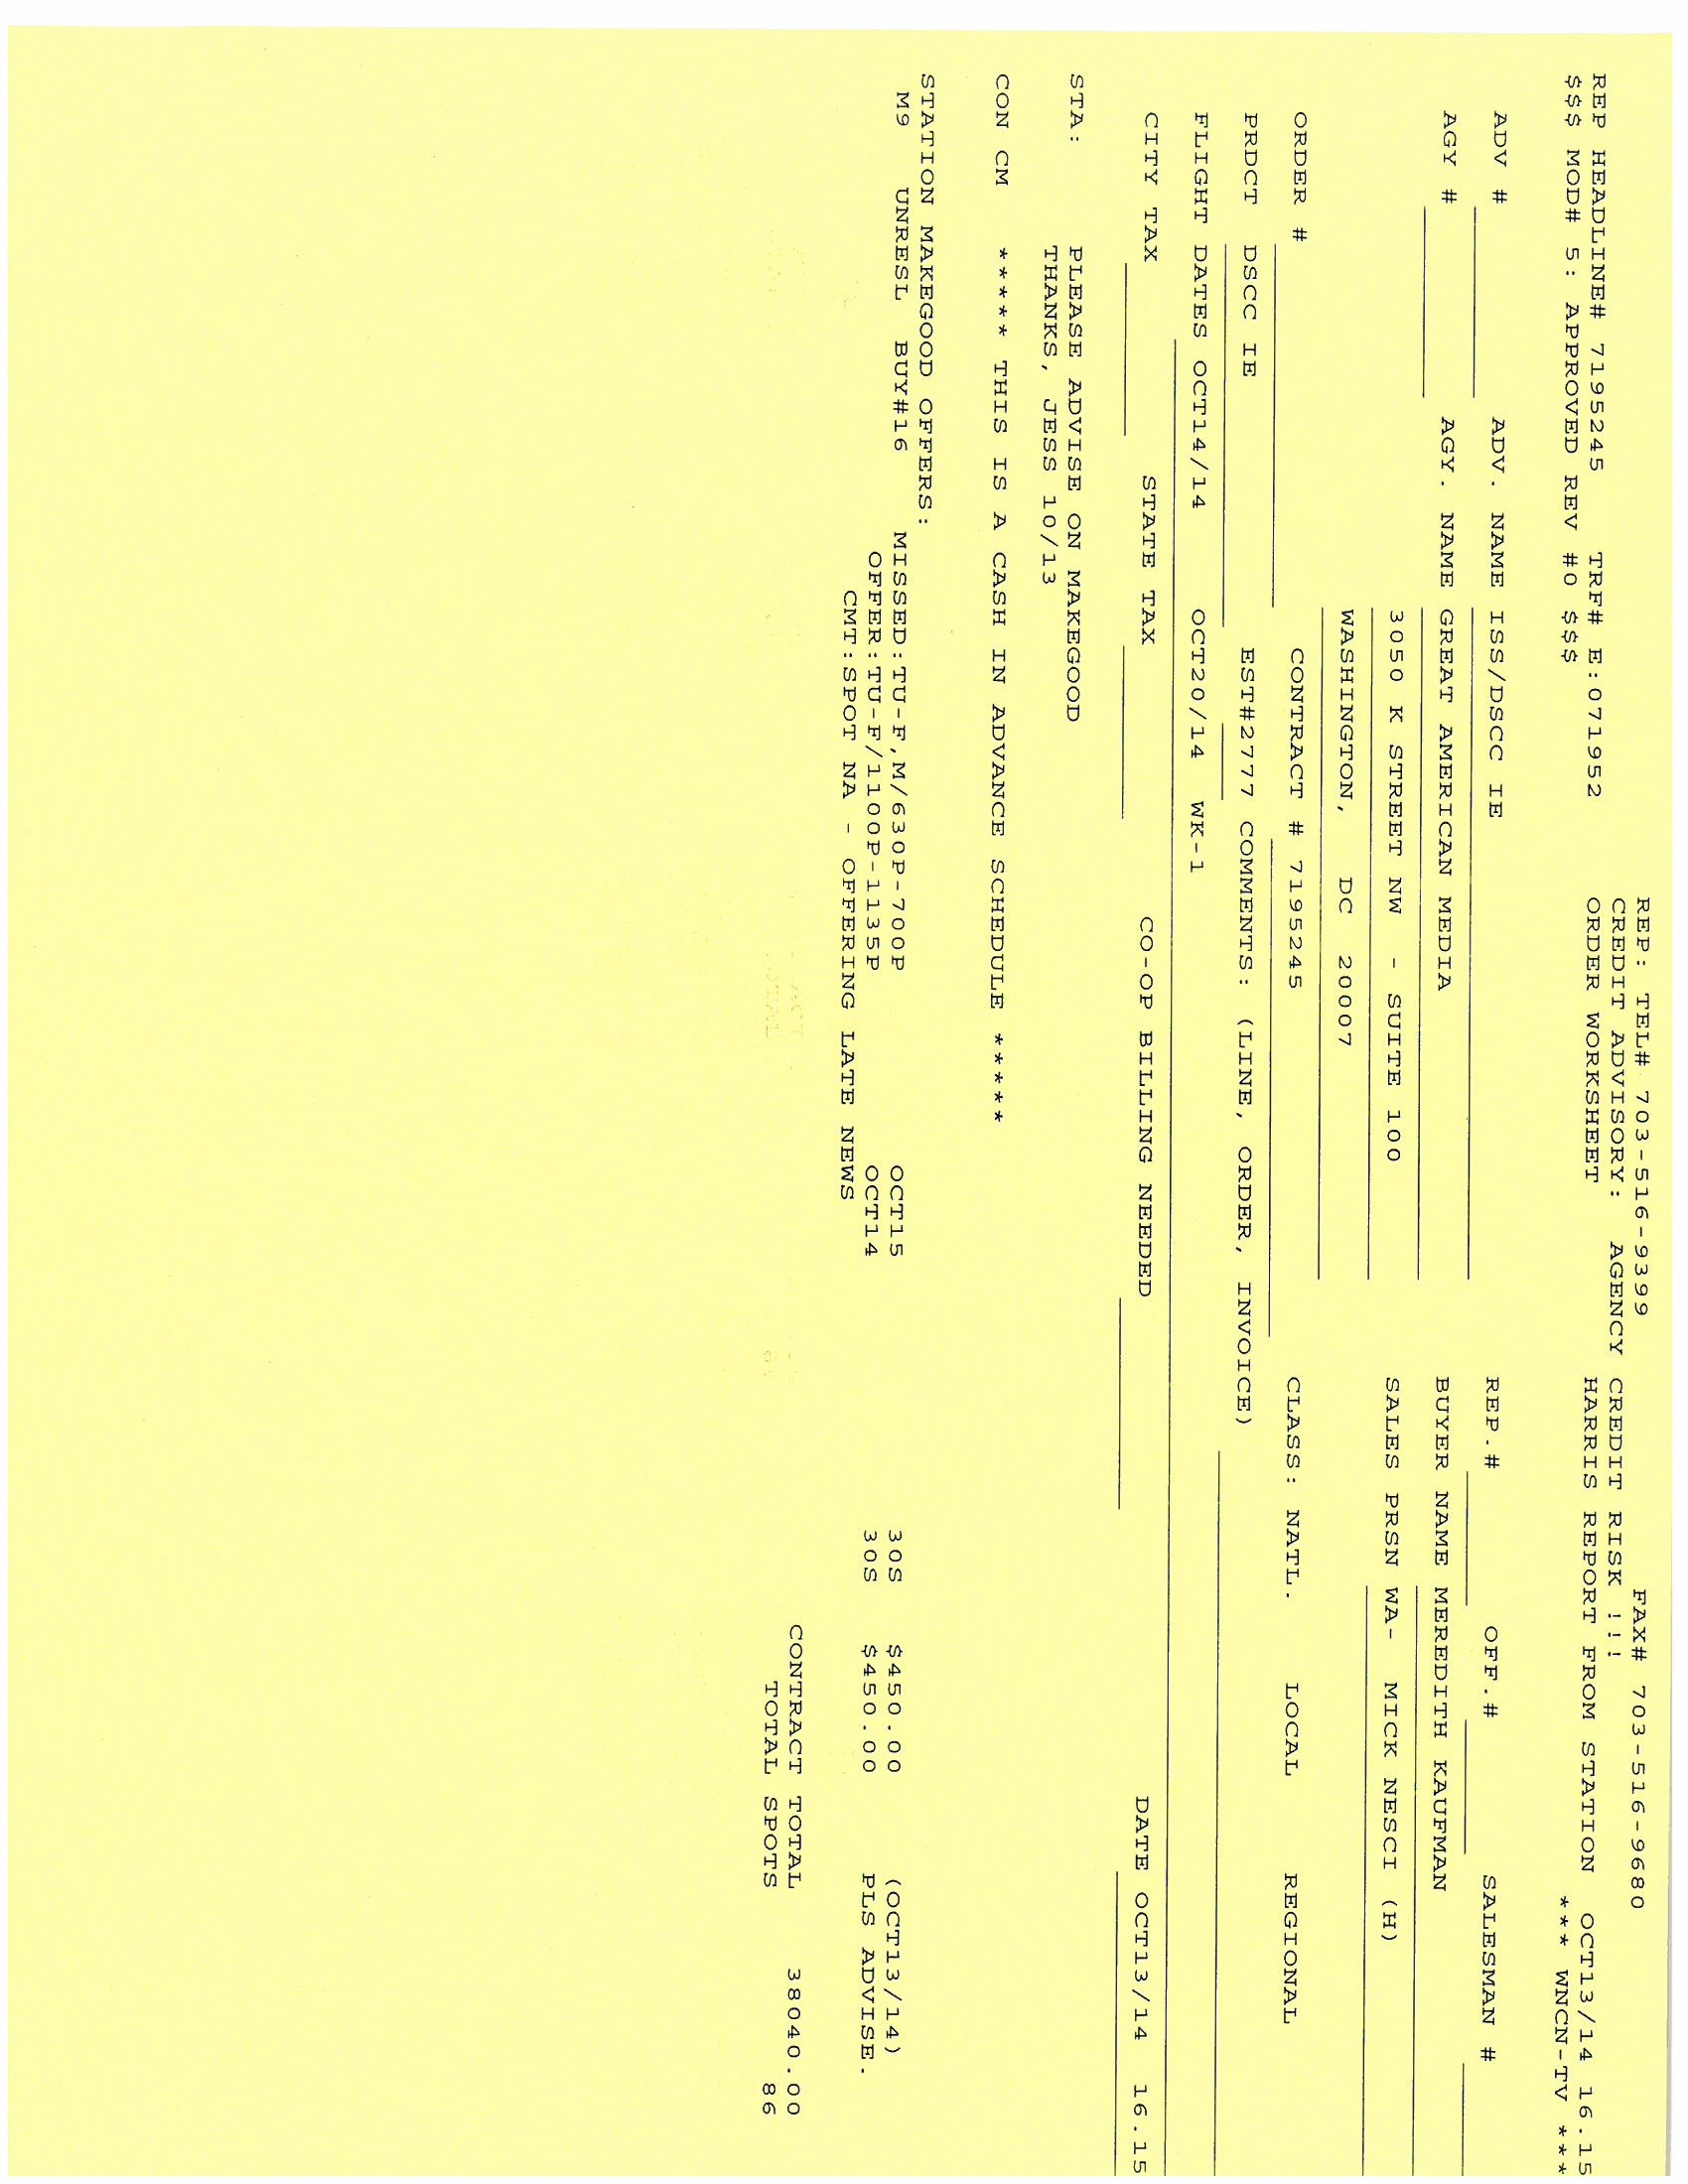 REP: TEL# 703-516-9399 FAX# 703-516-9680
CREDIT ADVISORY: AGENCY CREDIT RISK !!!
REP HEADLINE# 7195245 TRF# E:071952 ORDER WORKSHEET HARRIS REPORT FROM STATION OCT13/14 16.15
$$$ MOD# 5: APPROVED REV #0 $$$ *** WNCN-TV ***
ADV # ADV. NAME ISS/DSCC IE REP.# OFF.# SALESMAN #
AGY # AGY. NAME GREAT AMERICAN MEDIA BUYER NAME MEREDITH KAUFMAN
3050 K STREET NW - SUITE 100 SALES PRSN WA- MICK NESCI (H)
WASHINGTON, DC 20007
ORDER # CONTRACT # 7195245 CLASS: NATL. LOCAL REGIONAL
PRDCT DSCC IE EST#2777 COMMENTS: (LINE, ORDER, INVOICE)
FLIGHT DATES OCT14/14 OCT20/14 WK-1
CITY TAX STATE TAX CO-OP BILLING NEEDED DATE OCT13/14 16.15
STA: PLEASE ADVISE ON MAKEGOOD
THANKS, JESS 10/13
CON CM ***** THIS IS A CASH IN ADVANCE SCHEDULE *****
STATION MAKEGOOD OFFERS:
M9 UNRESL BUY#16 MISSED:TU-F,M/630P-700P OCT15 30S $450.00 (OCT13/14)
OFFER:TU-F/1100P-1135P OCT14 30S $450.00 PLS ADVISE.
CMT:SPOT NA - OFFERING LATE NEWS
CONTRACT TOTAL 38040.00
TOTAL SPOTS 86